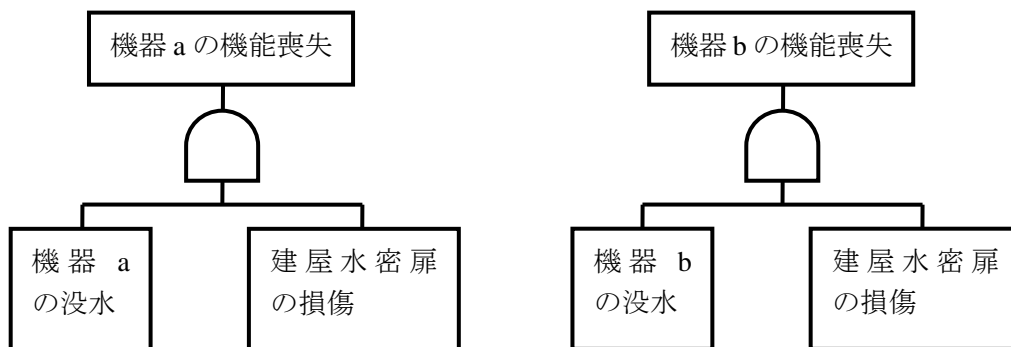 機器 a の機能喪失
機器 b の機能喪失
機器 a
の没水
建屋水密扉
の損傷
機器 b
の没水
建屋水密扉
の損傷